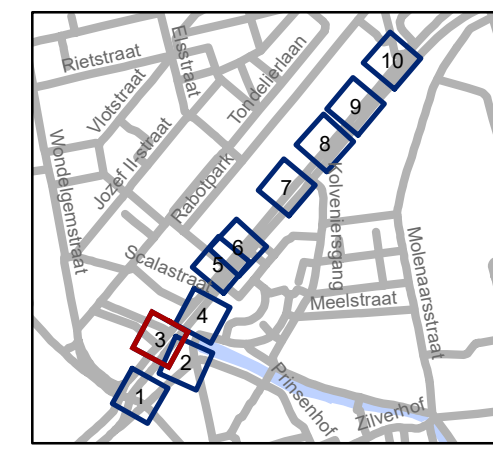 10
Rietstraat
Elsstraat
Tondelierlaan
9
Vlotstraat
8
Jozef II-straat
Wondelgemstraat
Rabotpark
7
Kolveniersgang
6
5
Scalastraat
Molenaarsstraat
Meelstraat
4
3
2
Prinsenhof
1
Zilverhof